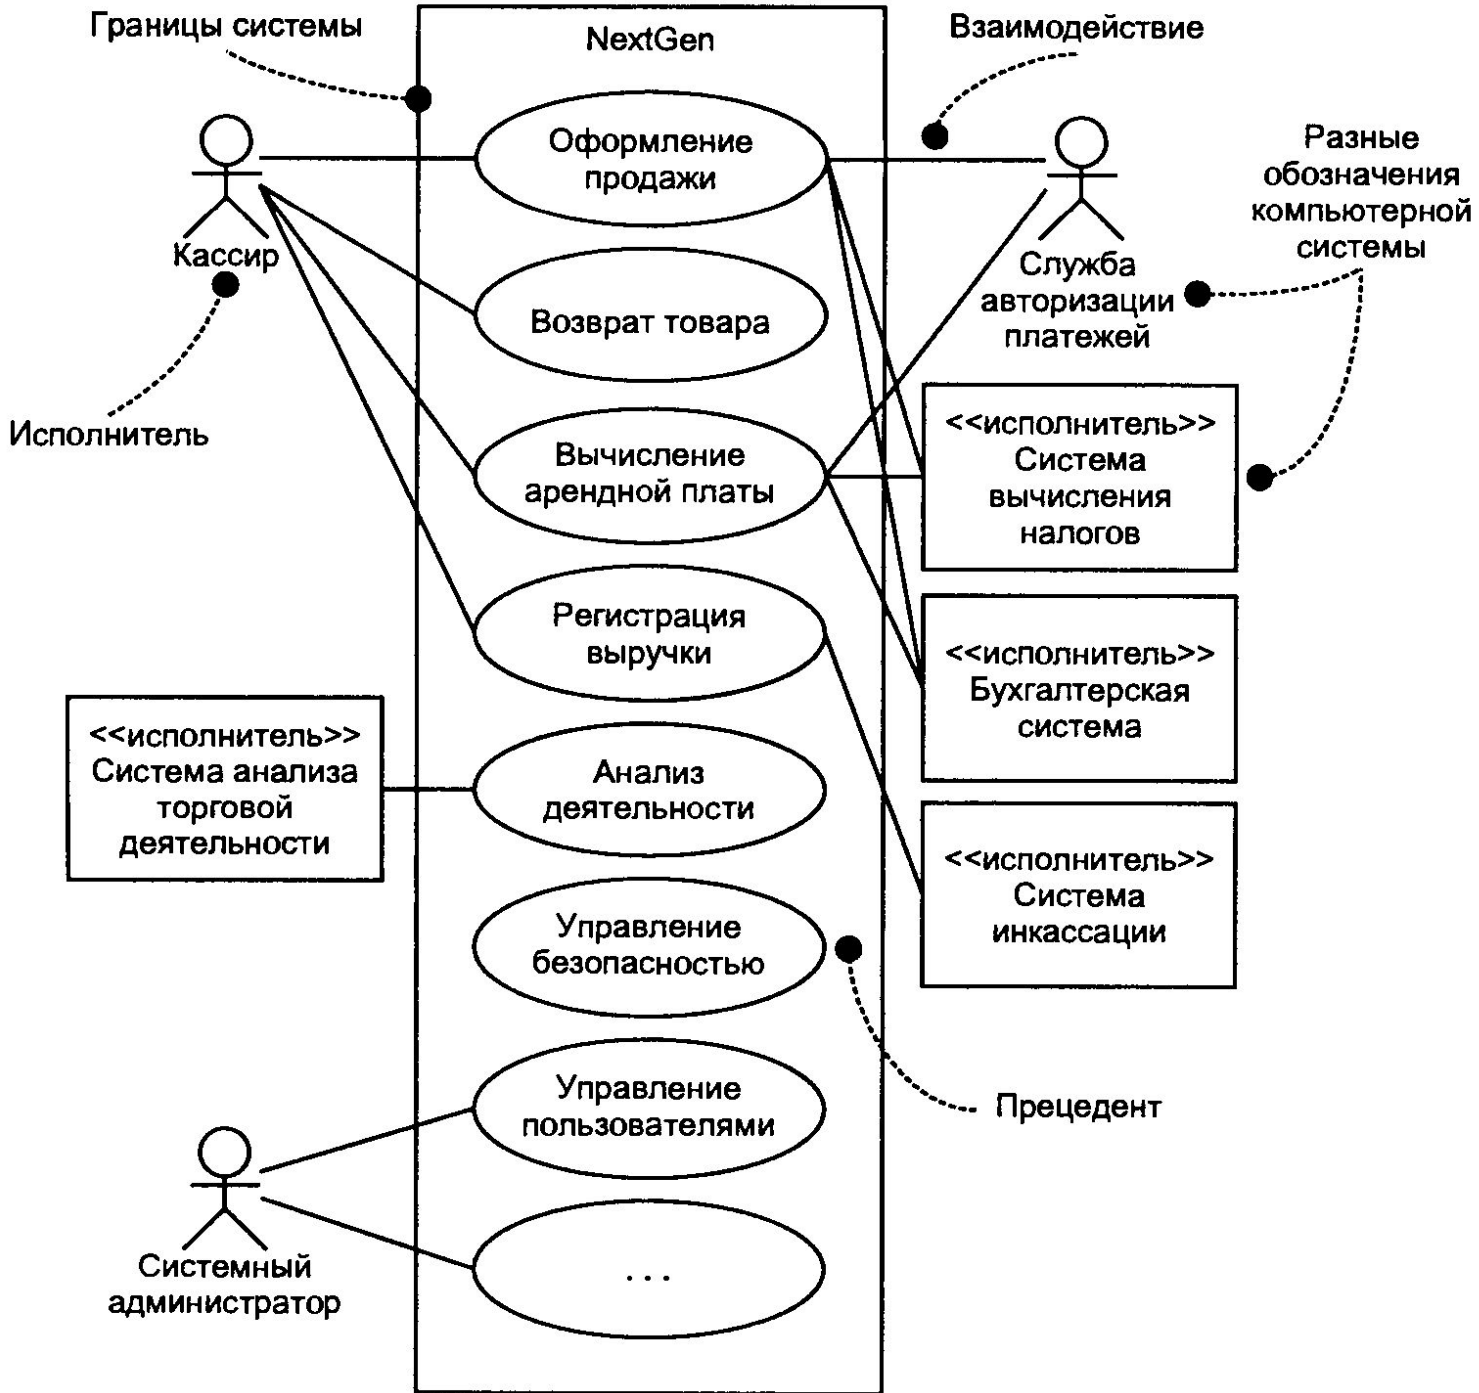 Границы системы
NextGen
Взаимодействие
Оформление
продажи
Разные
обозначения
компьютерной
системы
Кассир
Служба
авторизации
платежей
Возврат товара
Исполнитель
Вычисление
арендной платы
<<исполнитель>>
Система
вычисления
налогов
Регистрация
выручки
<<исполнитель>>
Бухгалтерская
система
<<исполнитель>>
Система анализа
торговой
деятельности
Анализ
деятельности
<<исполнитель>>
Система
инкассации
Управление
безопасностью
Управление
пользователями
Прецедент
Системный
администратор
...